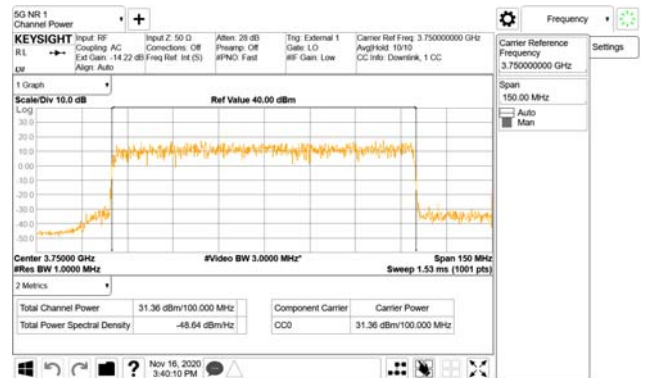 5G NR 1
Channel Power
Frequency
KEYSIGHT
RL
Input: RF
Coupling: AC
Ext Gain: -14.22 dB
Align: Auto
Input Z: 50 Ω
Corrections: Off
Freq Ref: Int (S)
Atten: 28 dB
Preamp: Off
#PNO: Fast
Trig: External 1
Gate: LO
#IF Gain: Low
Carrier Ref Freq: 3.750000000 GHz
Avg|Hold: 10/10
CC Info: Downlink, 1 CC
Carrier Reference
Frequency
3.750000000 GHz
Settings
Span
150.00 MHz
Auto
Man
1 Graph
Scale/Div 10.0 dB
Ref Value 40.00 dBm
Log
30.0
20.0
10.0
0.00
-10.0
-20.0
-30.0
-40.0
-50.0
Center 3.75000 GHz
#Video BW 3.0000 MHz*
Span 150 MHz
#Res BW 1.0000 MHz
Sweep 1.53 ms (1001 pts)
2 Metrics
Total Channel Power 31.36 dBm/100.000 MHz
Total Power Spectral Density -48.64 dBm/Hz
Component Carrier Carrier Power
CC0 31.36 dBm/100.000 MHz
?
Nov 16, 2020
3:40:10 PM